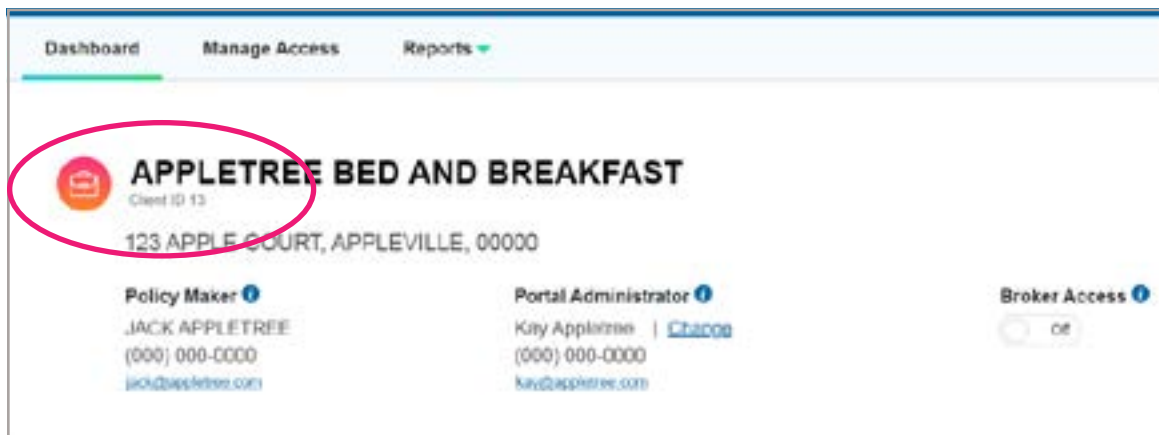 Dashboard Manage Access Reports
APPLETREE BED AND BREAKFAST
Client ID 13
123 APPLE COURT, APPLEVILLE, 00000
Policy Maker Portal Administrator Broker Access
JACK APPLETREE Kay Appletree | Change Off
(000) 000-0000 (000) 000-0000
jack@appletree.com kay@appletree.com